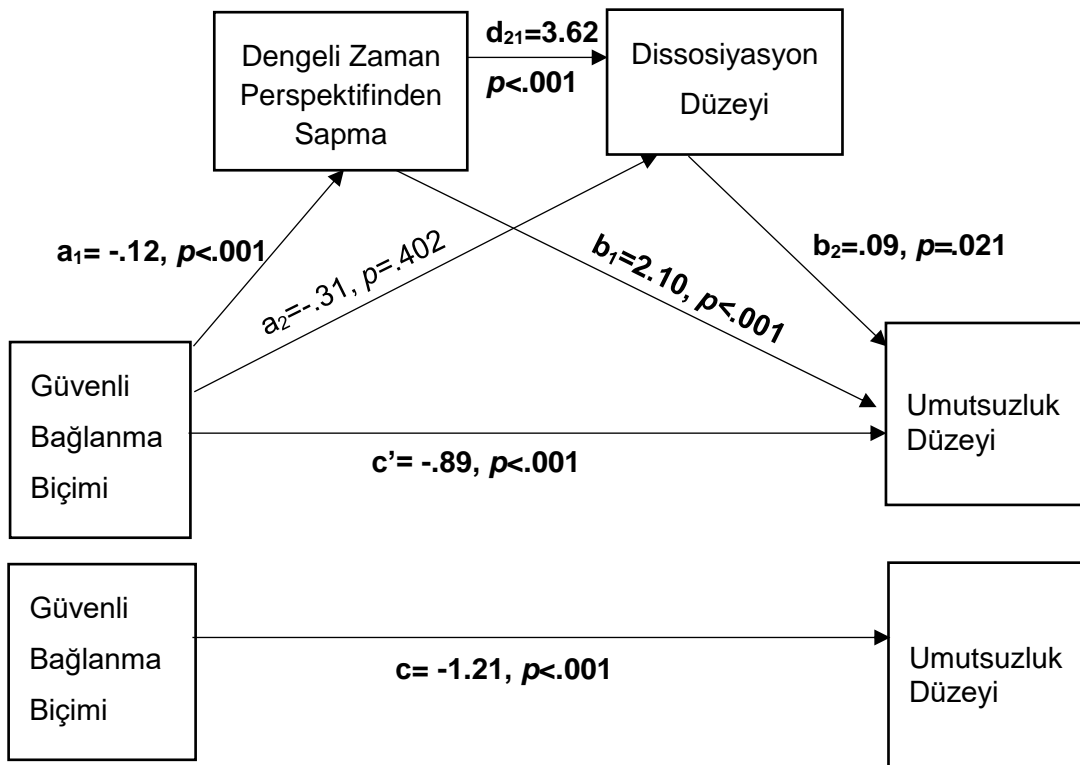 d₂₁=3.62
p<.001
Dengeli Zaman
Perspektifinden
Sapma
Dissosiyasyon
Düzeyi
a₁= -.12, p<.001
a₂=-.31, p=.402
b₁=2.10, p<.001
b₂=.09, p=.021
Güvenli
Bağlanma
Biçimi
Umutsuzluk
Düzeyi
c’= -.89, p<.001
Güvenli
Bağlanma
Biçimi
c= -1.21, p<.001
Umutsuzluk
Düzeyi